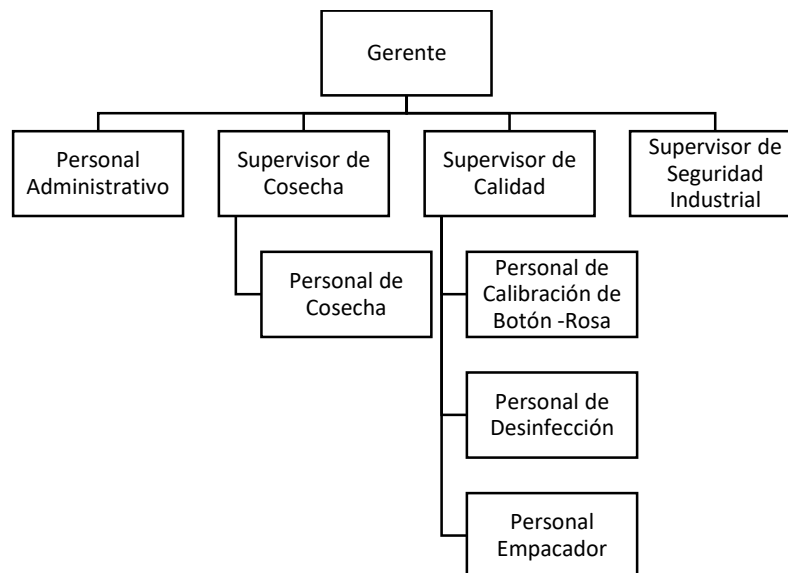 Gerente
Personal
Administrativo
Supervisor de
Cosecha
Supervisor de
Calidad
Supervisor de
Seguridad
Industrial
Personal de
Cosecha
Personal de
Calibración de
Botón -Rosa
Personal de
Desinfección
Personal
Empacador